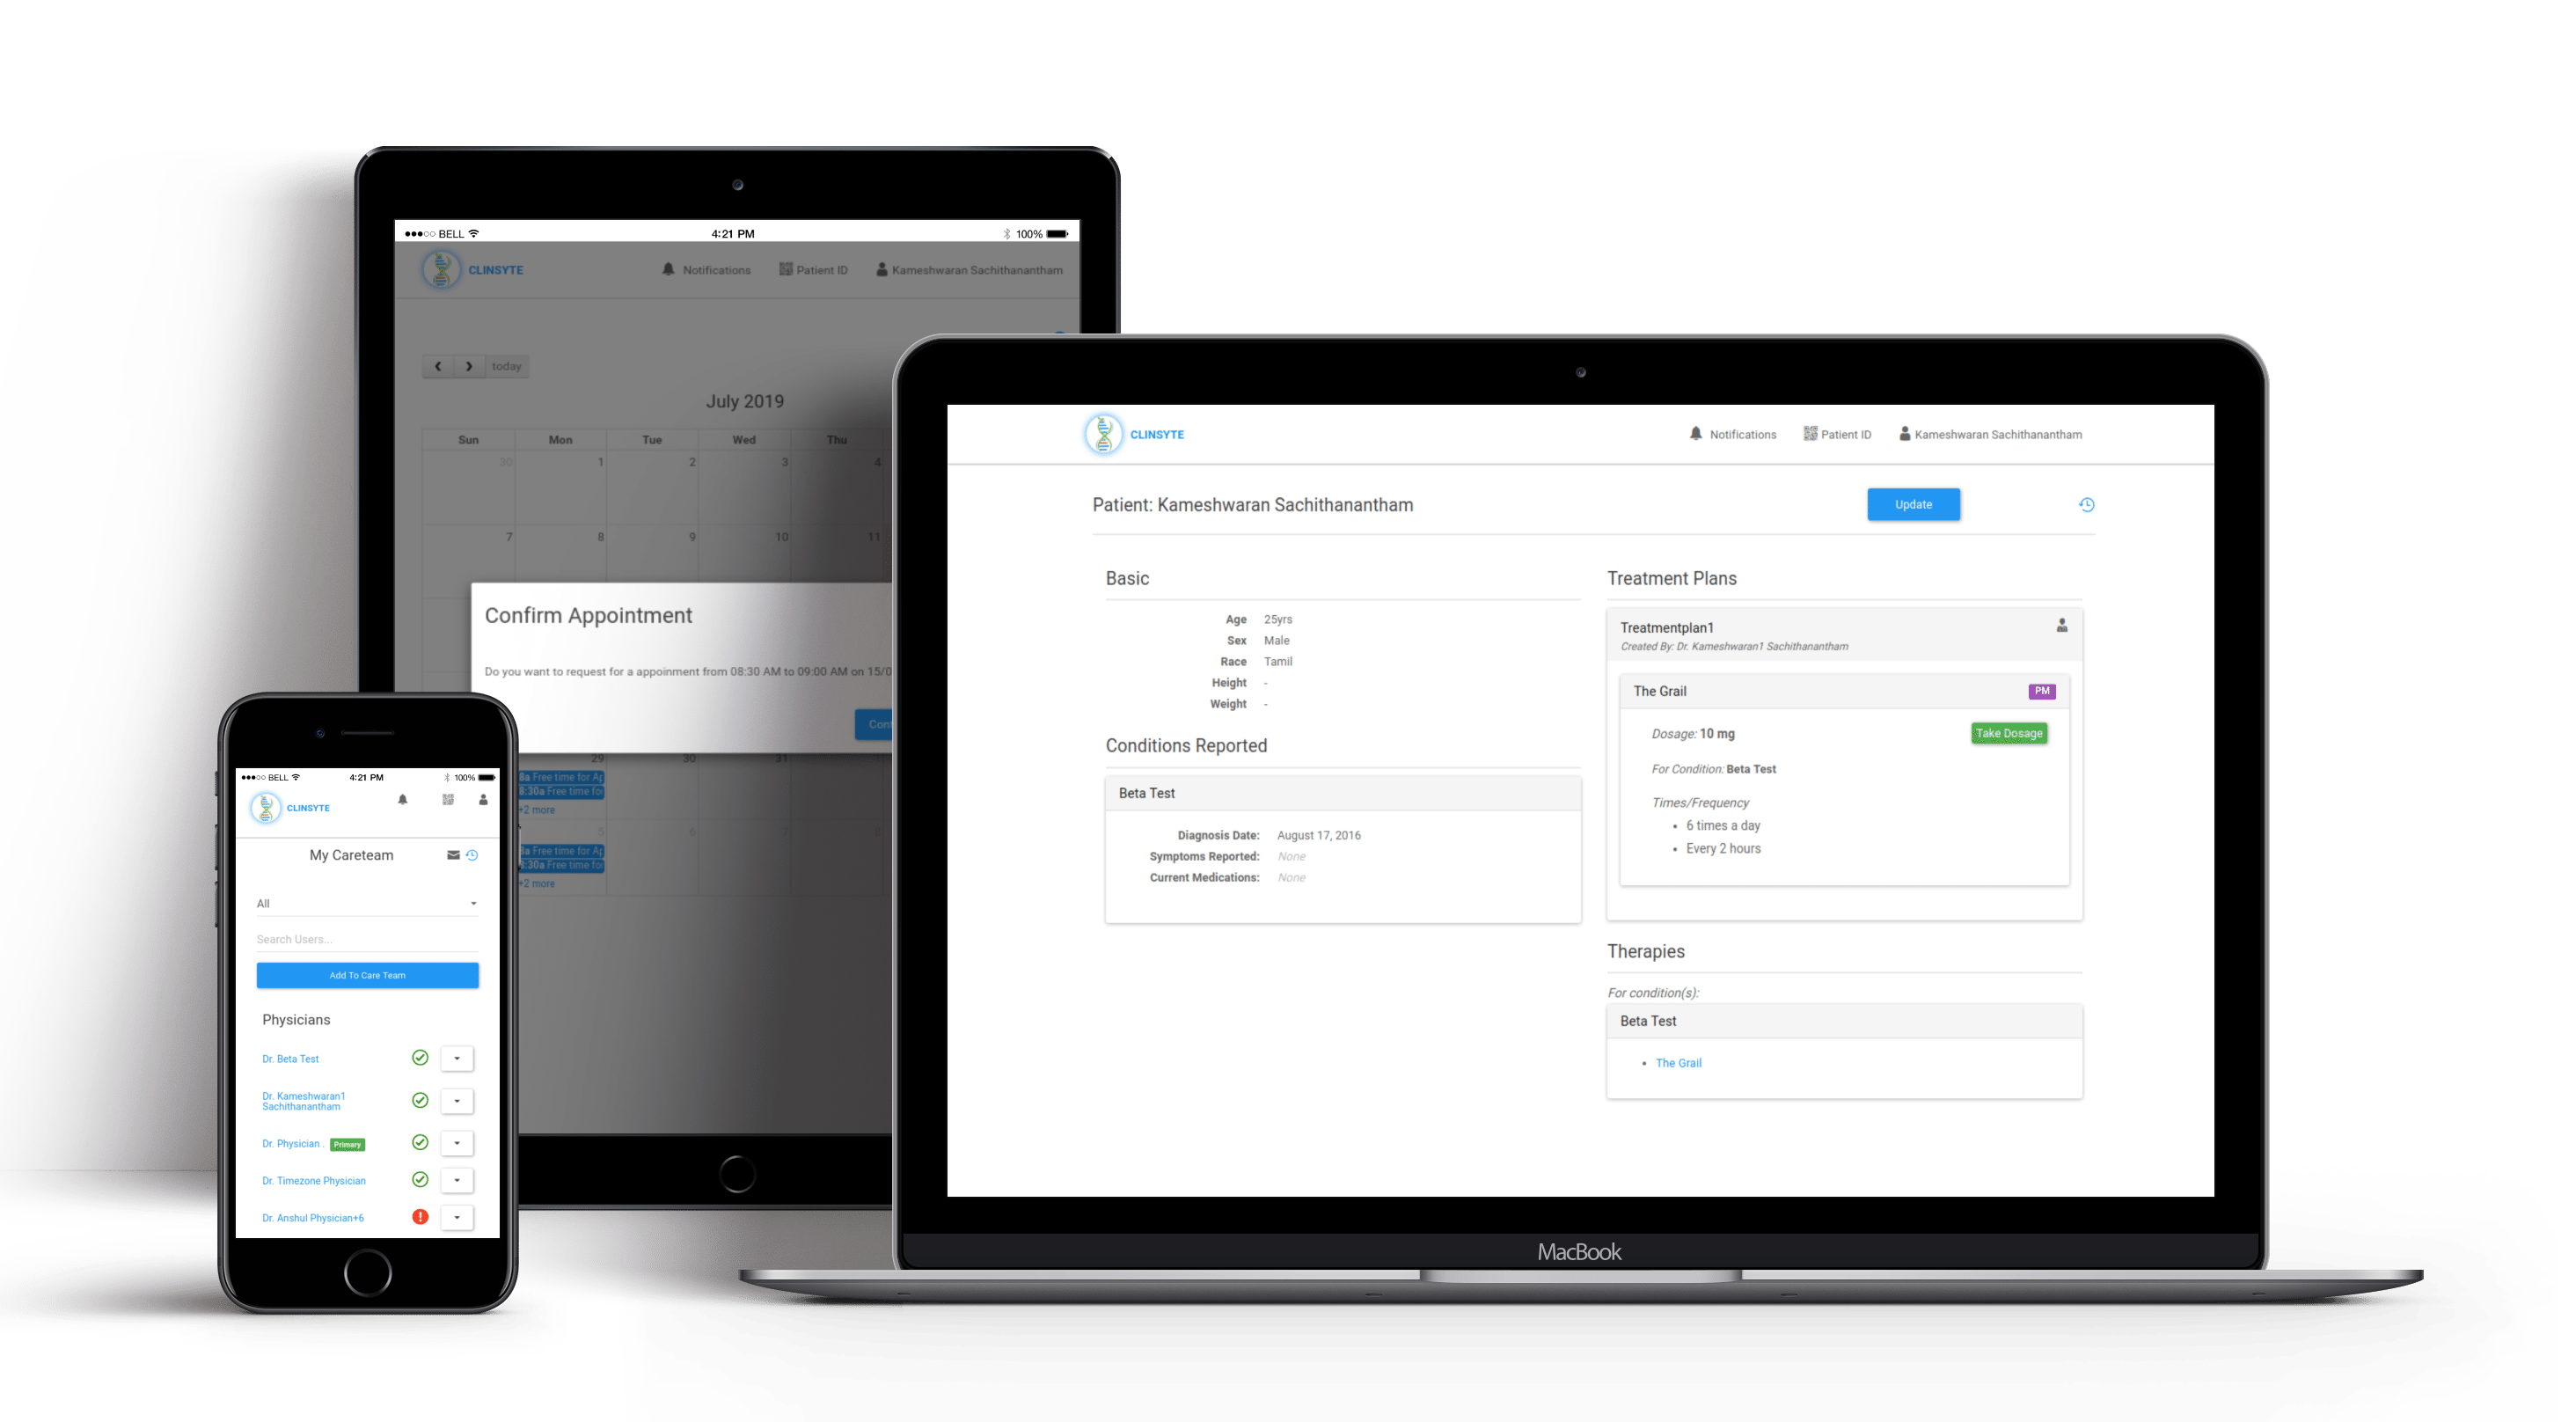 BELL
4:21 PM
100%
CLINSYTE
Notifications
Patient ID
Kameshwaran Sachithanantham
today
July 2019
Sun Mon Tue Wed Thu
30 1 2 3 4
7 8 9 10 11
Confirm Appointment
Do you want to request for a appoinment from 08:30 AM to 09:00 AM on 15/0
Conf
29 30 31
8a Free time for Ap
8:30a Free time fo
+2 more
5 6 7 8
8a Free time for Ap
8:30a Free time fo
+2 more
BELL
4:21 PM
100%
CLINSYTE
My Careteam
All
Search Users...
Add To Care Team
Physicians
Dr. Beta Test
Dr. Kameshwaran1
Sachithanantham
Dr. Physician . Primary
Dr. Timezone Physician
Dr. Anshul Physician+6
CLINSYTE
Notifications
Patient ID
Kameshwaran Sachithanantham
Patient: Kameshwaran Sachithanantham
Update
Basic
Age 25yrs
Sex Male
Race Tamil
Height -
Weight -
Conditions Reported
Beta Test
Diagnosis Date: August 17, 2016
Symptoms Reported: None
Current Medications: None
Treatment Plans
Treatmentplan1
Created By: Dr. Kameshwaran1 Sachithanantham
The Grail
PM
Dosage: 10 mg
Take Dosage
For Condition: Beta Test
Times/Frequency
• 6 times a day
• Every 2 hours
Therapies
For condition(s):
Beta Test
• The Grail
MacBook